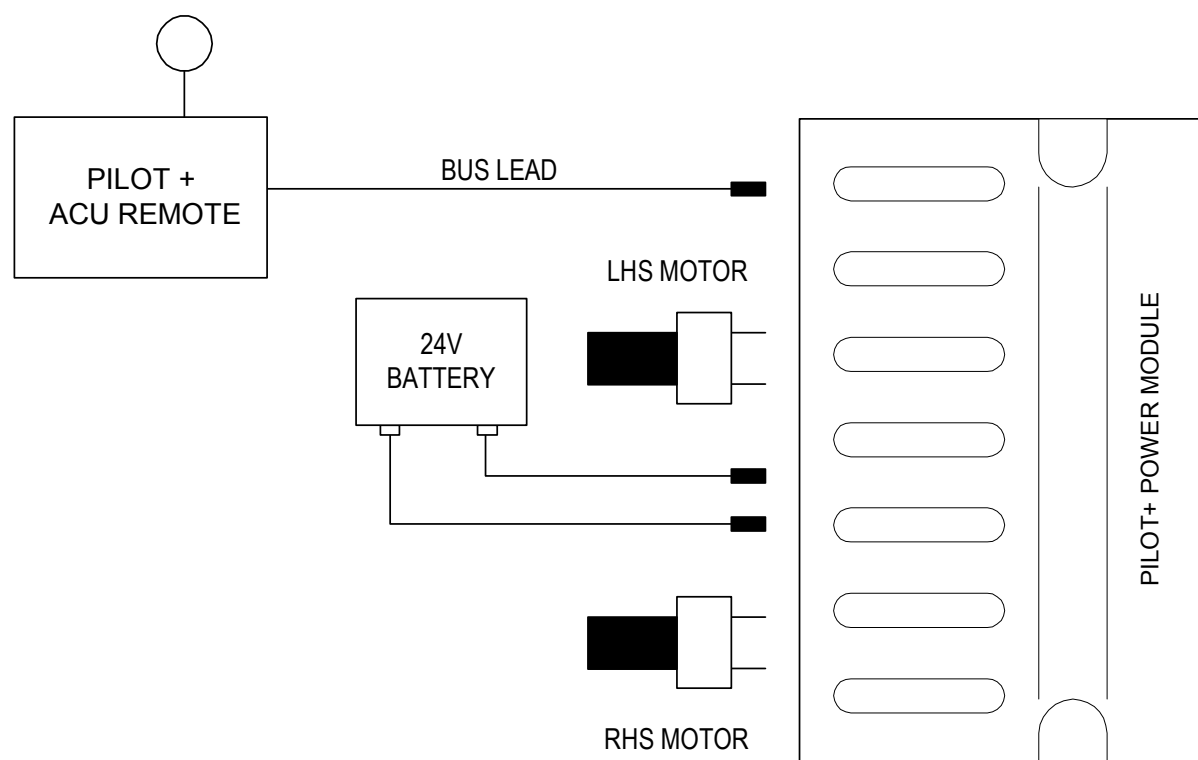 PILOT +
ACU REMOTE
BUS LEAD
LHS MOTOR
24V
BATTERY
PILOT+ POWER MODULE
RHS MOTOR